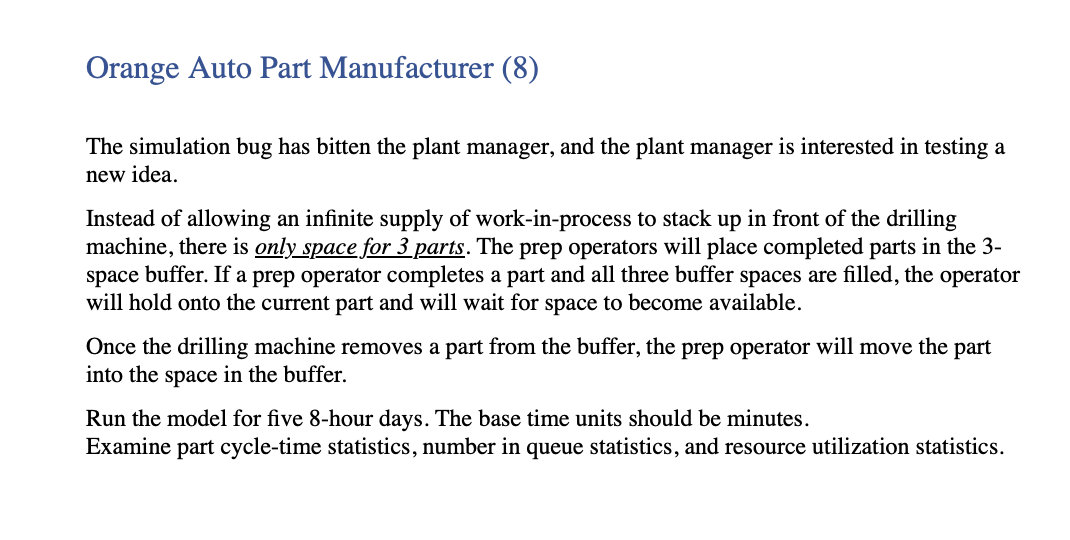 Orange Auto Part Manufacturer (8)
The simulation bug has bitten the plant manager, and the plant manager is interested in testing a
new idea.
Instead of allowing an infinite supply of work-in-process to stack up in front of the drilling
machine, there is only space for 3 parts. The prep operators will place completed parts in the 3-
space buffer. If a prep operator completes a part and all three buffer spaces are filled, the operator
will hold onto the current part and will wait for space to become available.
Once the drilling machine removes a part from the buffer, the prep operator will move the part
into the space in the buffer.
Run the model for five 8-hour days. The base time units should be minutes.
Examine part cycle-time statistics, number in queue statistics, and resource utilization statistics.